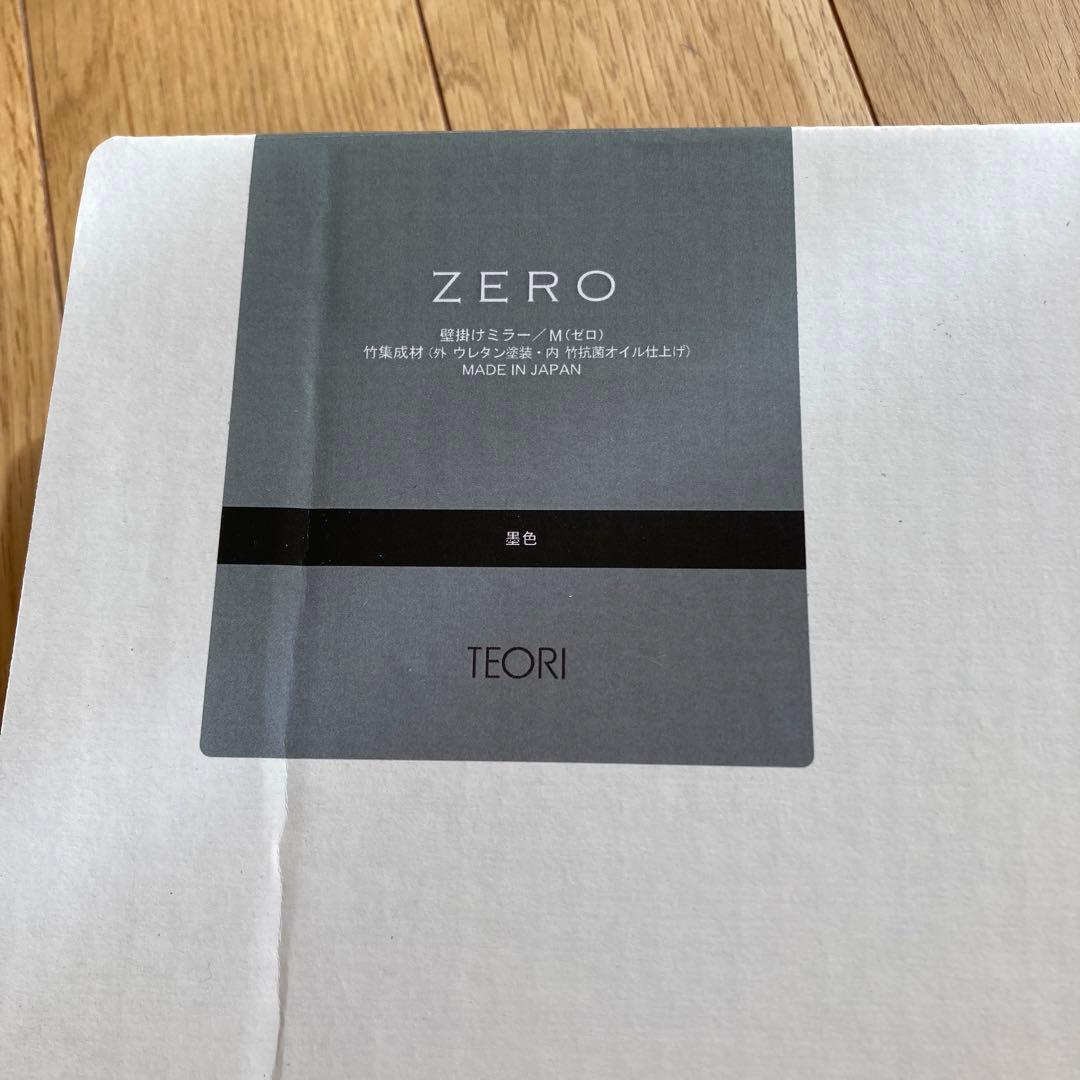 ZERO
壁掛けミラー／M（ゼロ）
竹集成材（外 ウレタン塗装・内 竹抗菌オイル仕上げ）
MADE IN JAPAN
墨色
TEORI